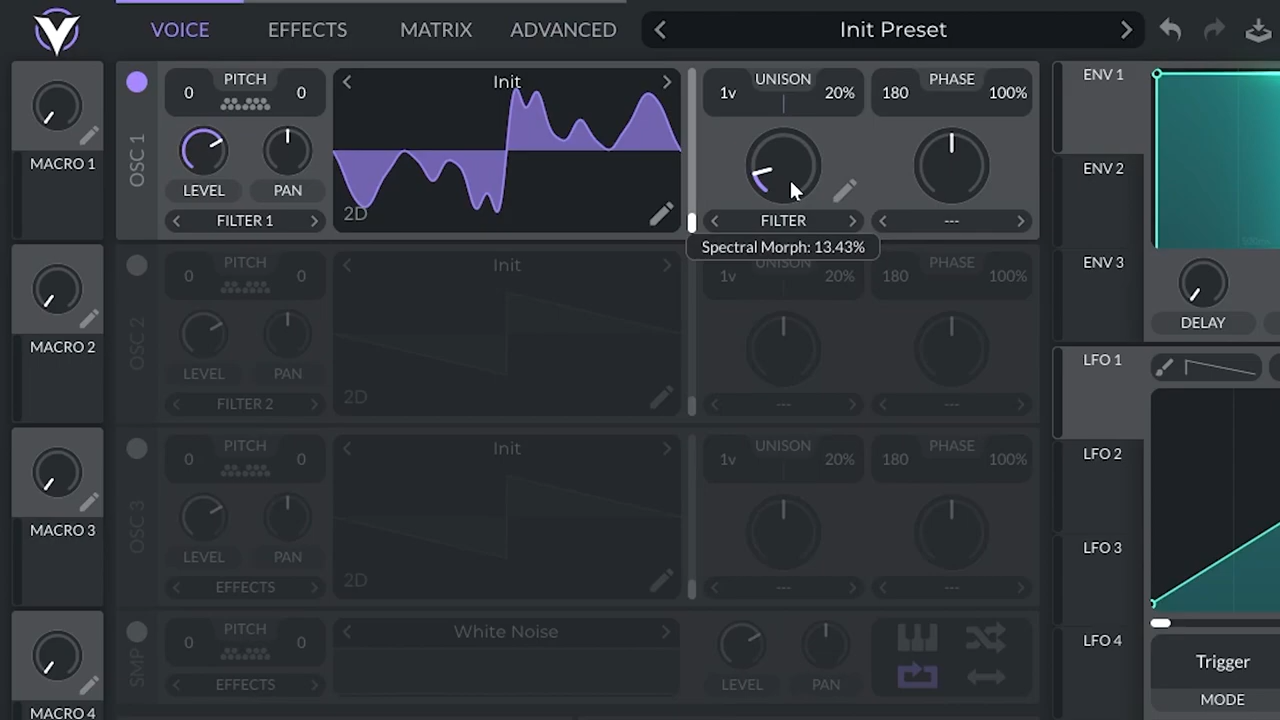 VOICE
EFFECTS
MATRIX
ADVANCED
Init Preset
MACRO 1
MACRO 2
MACRO 3
MACRO 4
OSC 1
PITCH
0
0
LEVEL
PAN
FILTER 1
Init
2D
UNISON
1v
20%
FILTER
PHASE
180
100%
---
Spectral Morph: 13.43%
OSC 2
PITCH
0
0
LEVEL
PAN
FILTER 2
Init
2D
UNISON
1v
20%
---
PHASE
180
100%
---
OSC 3
PITCH
0
0
LEVEL
PAN
EFFECTS
Init
2D
UNISON
1v
20%
---
PHASE
180
100%
---
SMP
PITCH
0
0
EFFECTS
White Noise
LEVEL
PAN
ENV 1
ENV 2
ENV 3
DELAY
LFO 1
LFO 2
LFO 3
LFO 4
Trigger
MODE